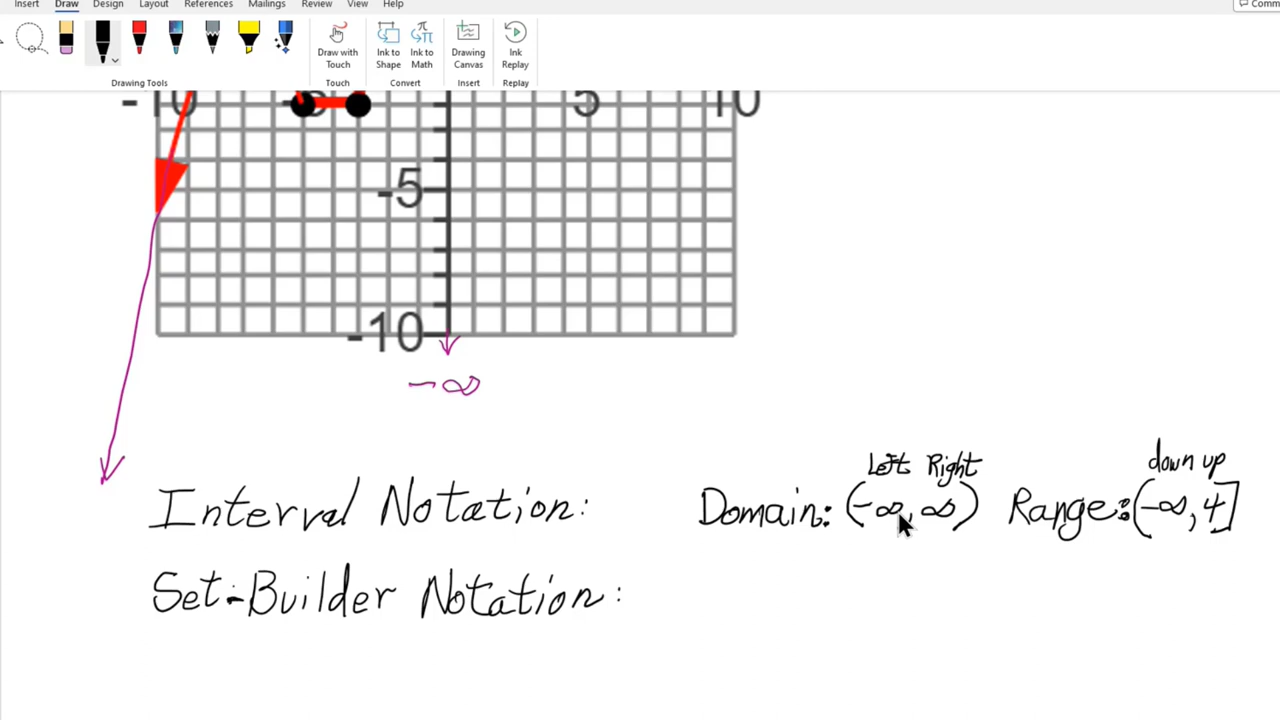 Insert Draw Design Layout References Mailings Review View Help
Draw with Touch
Ink to Shape
Ink to Math
Drawing Canvas
Ink Replay
Drawing Tools Touch Convert Insert Replay
-10 -5 5 10
-5
-10
-∞
Left Right down up
Interval Notation: Domain: (-∞, ∞) Range: (-∞, 4]
Set-Builder Notation: